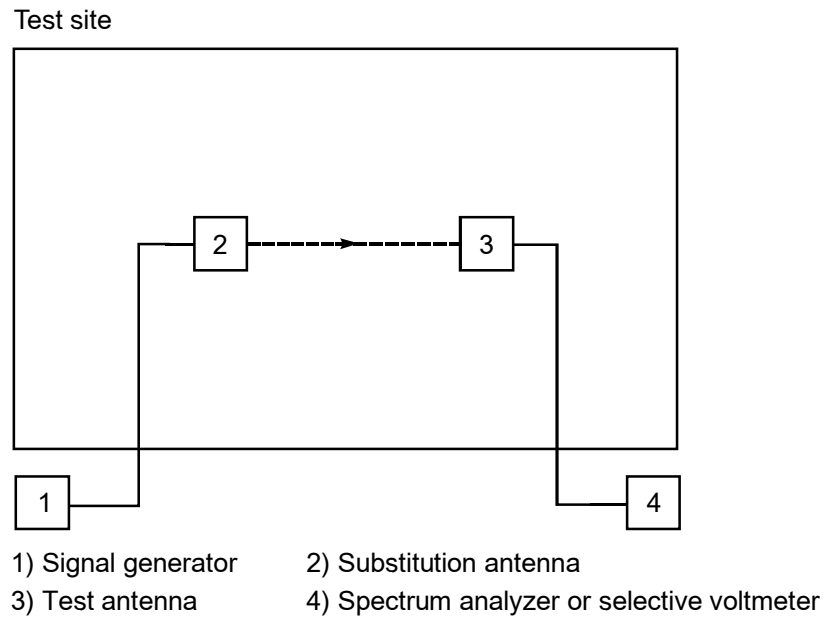 Test site
2
3
1
4
1) Signal generator
2) Substitution antenna
3) Test antenna
4) Spectrum analyzer or selective voltmeter